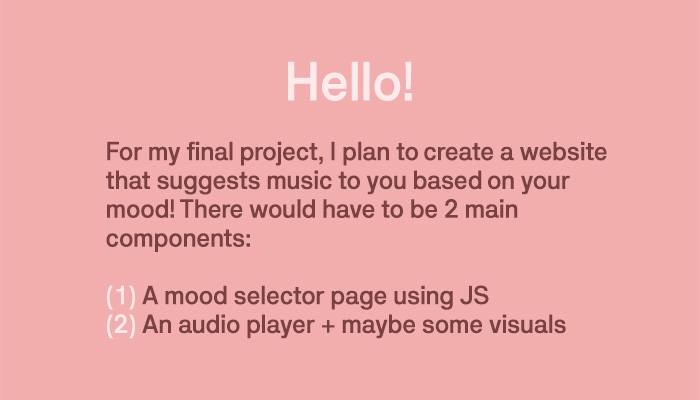 Hello!
For my final project, I plan to create a website
that suggests music to you based on your
mood! There would have to be 2 main
components:
(1) A mood selector page using JS
(2) An audio player + maybe some visuals